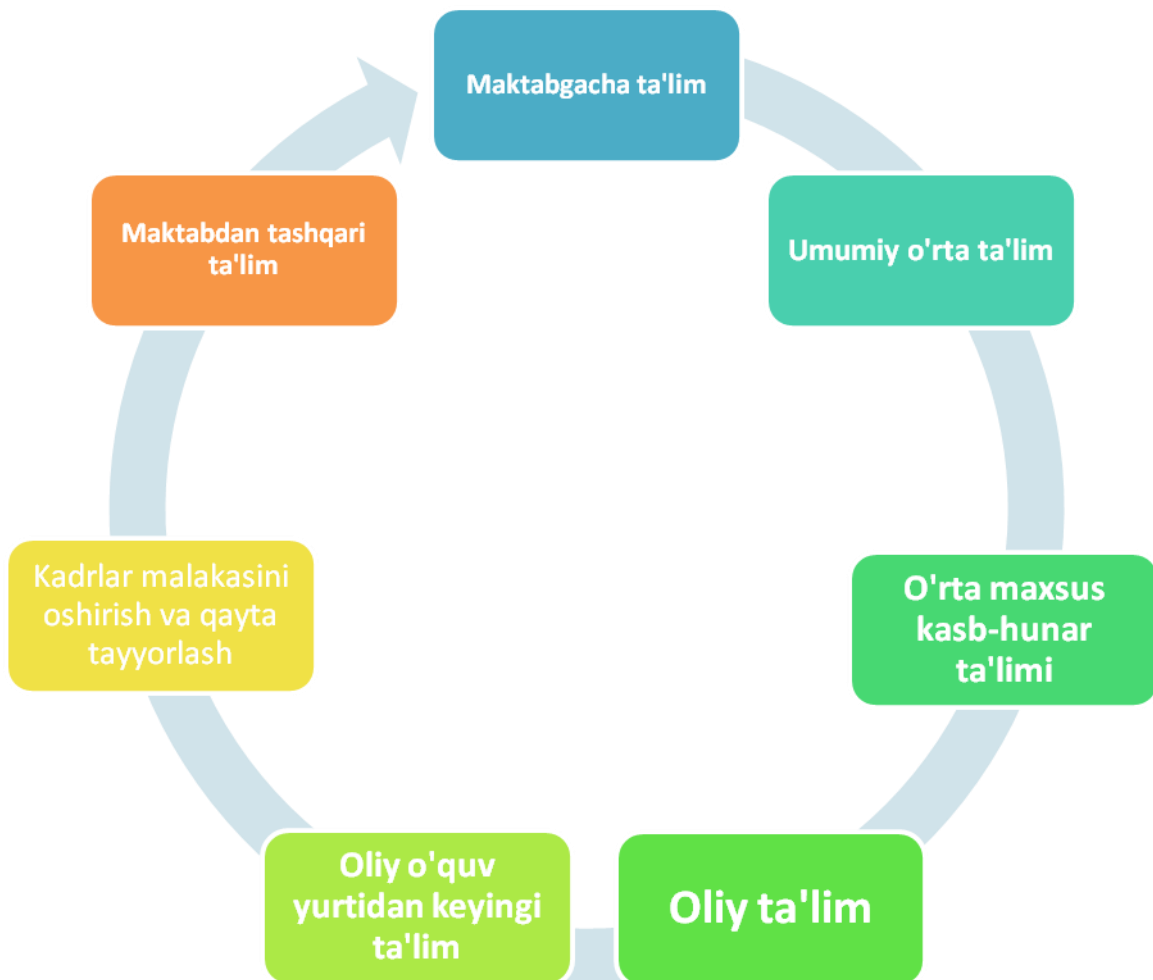 Maktabgacha ta'lim
Umumiy o'rta ta'lim
O'rta maxsus
kasb-hunar
ta'limi
Oliy ta'lim
Oliy o'quv
yurtidan keyingi
ta'lim
Kadrlar malakasini
oshirish va qayta
tayyorlash
Maktabdan tashqari
ta'lim